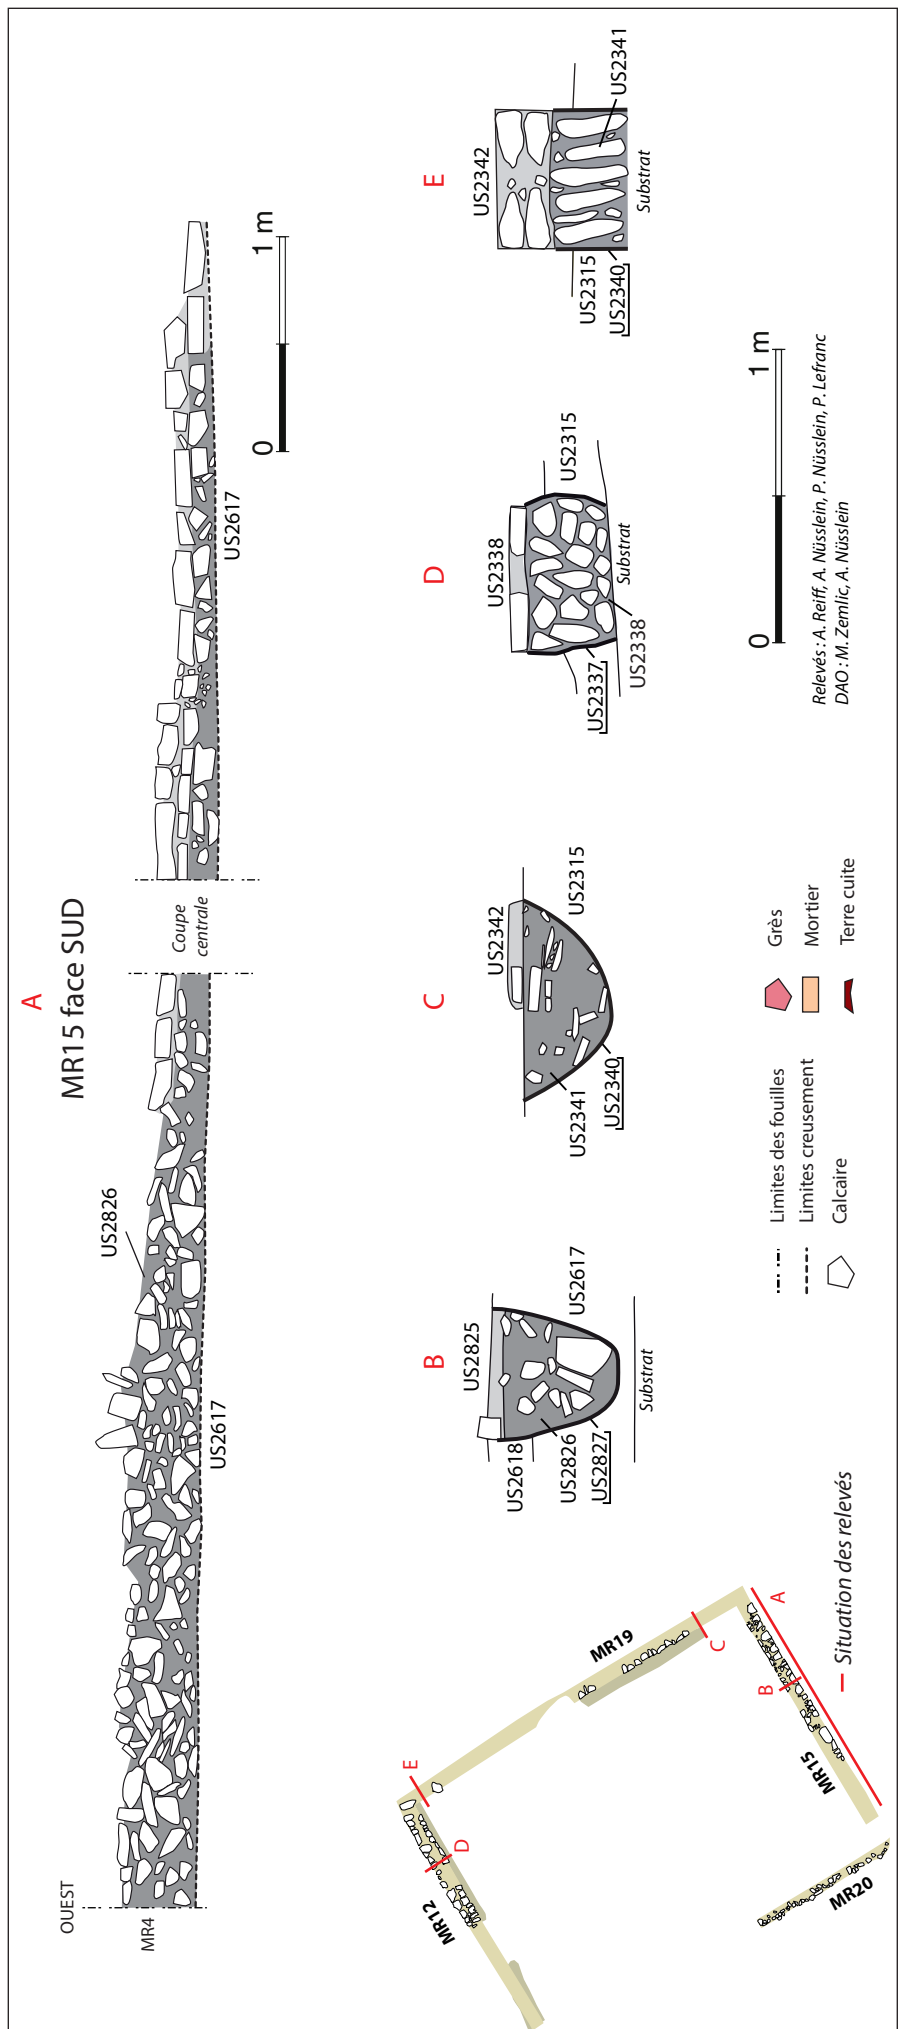 A
MR15 face SUD
OUEST
MR4
US2617
US2826
Coupe
centrale
US2617
0
1 m
B
US2825
US2618
US2826
US2827
US2617
Substrat
C
US2342
US2341
US2340
US2315
D
US2338
US2337
US2338
US2315
Substrat
E
US2342
US2315
US2340
US2341
Substrat
0
1 m
MR12
D
E
MR19
C
A
B
MR15
MR20
Situation des relevés
Limites des fouilles
Limites creusement
Calcaire
Grès
Mortier
Terre cuite
Relevés : A. Reiff, A. Nüsslein, P. Nüsslein, P. Lefranc
DAO : M. Zemlic, A. Nüsslein